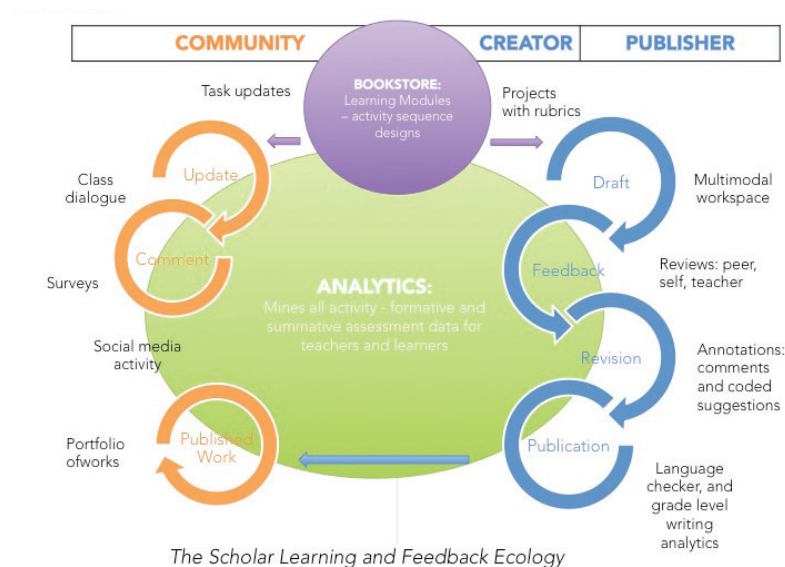 COMMUNITY
CREATOR
PUBLISHER
BOOKSTORE:
Learning Modules
– activity sequence
designs
Task updates
Projects
with rubrics
Update
Draft
Class
dialogue
Multimodal
workspace
Comment
Feedback
Surveys
Reviews: peer,
self, teacher
ANALYTICS:
Mines all activity - formative and
summative assessment data for
teachers and learners
Social media
activity
Revision
Annotations:
comments
and coded
suggestions
Published
Work
Portfolio
ofworks
Publication
Language
checker, and
grade level
writing
analytics
The Scholar Learning and Feedback Ecology